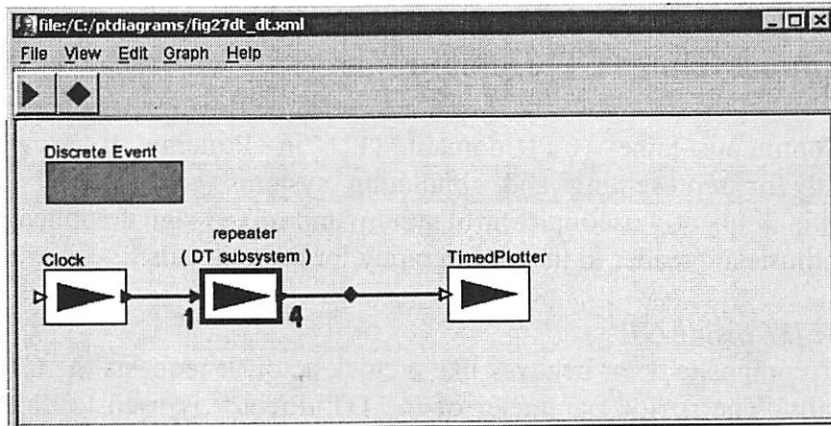 file:/C:/ptdiagrams/fig27dt_dt.xml
File View Edit Graph Help
Discrete Event
repeater
( DT subsystem )
Clock
TimedPlotter
1
4